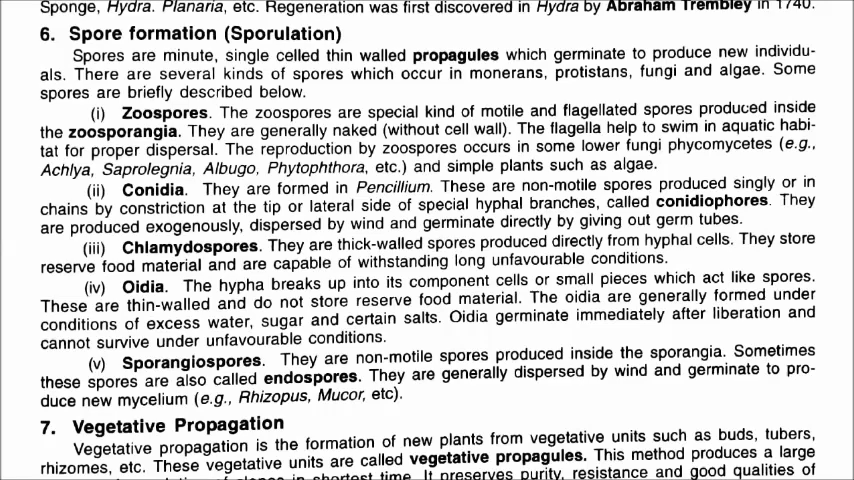 Sponge, Hydra. Planaria, etc. Regeneration was first discovered in Hydra by Abraham Trembley in 1740.
6. Spore formation (Sporulation)
Spores are minute, single celled thin walled propagules which germinate to produce new individu-
als. There are several kinds of spores which occur in monerans, protistans, fungi and algae. Some
spores are briefly described below.
(i) Zoospores. The zoospores are special kind of motile and flagellated spores produced inside
the zoosporangia. They are generally naked (without cell wall). The flagella help to swim in aquatic habi-
tat for proper dispersal. The reproduction by zoospores occurs in some lower fungi phycomycetes (e.g.,
Achlya, Saprolegnia, Albugo, Phytophthora, etc.) and simple plants such as algae.
(ii) Conidia. They are formed in Pencillium. These are non-motile spores produced singly or in
chains by constriction at the tip or lateral side of special hyphal branches, called conidiophores. They
are produced exogenously, dispersed by wind and germinate directly by giving out germ tubes.
(iii) Chlamydospores. They are thick-walled spores produced directly from hyphal cells. They store
reserve food material and are capable of withstanding long unfavourable conditions.
(iv) Oidia. The hypha breaks up into its component cells or small pieces which act like spores.
These are thin-walled and do not store reserve food material. The oidia are generally formed under
conditions of excess water, sugar and certain salts. Oidia germinate immediately after liberation and
cannot survive under unfavourable conditions.
(v) Sporangiospores. They are non-motile spores produced inside the sporangia. Sometimes
these spores are also called endospores. They are generally dispersed by wind and germinate to pro-
duce new mycelium (e.g., Rhizopus, Mucor, etc).
7. Vegetative Propagation
Vegetative propagation is the formation of new plants from vegetative units such as buds, tubers,
rhizomes, etc. These vegetative units are called vegetative propagules. This method produces a large
in shortest time. It preserves purity, resistance and good qualities of